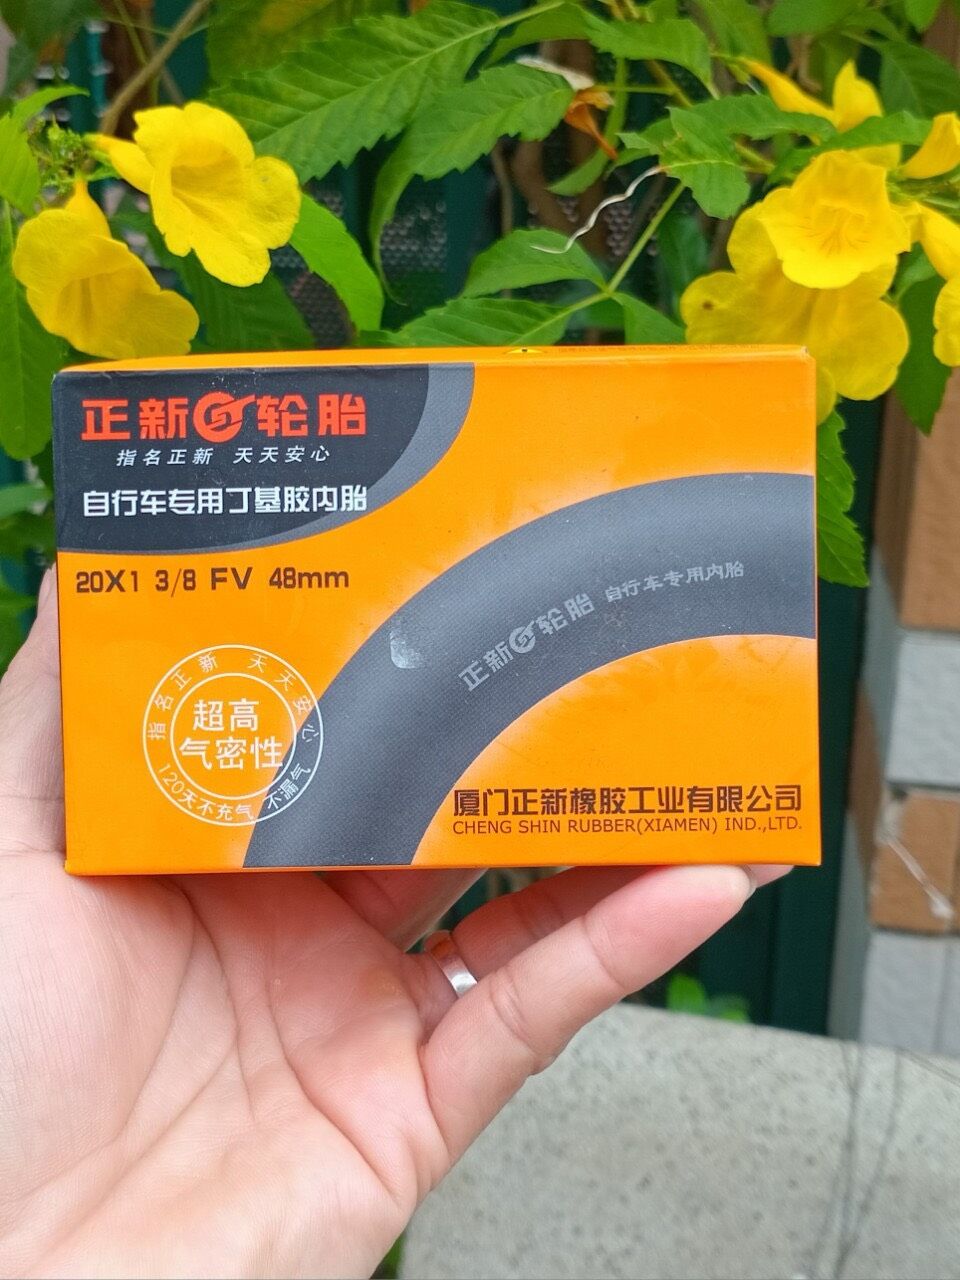 正新轮胎
指名正新 天天安心
自行车专用丁基胶内胎
20X1 3/8 FV 48mm
正新轮胎 自行车专用内胎
指名正新 天天安心
超高
气密性
120天不充气 不漏气
厦门正新橡胶工业有限公司
CHENG SHIN RUBBER(XIAMEN) IND.,LTD.